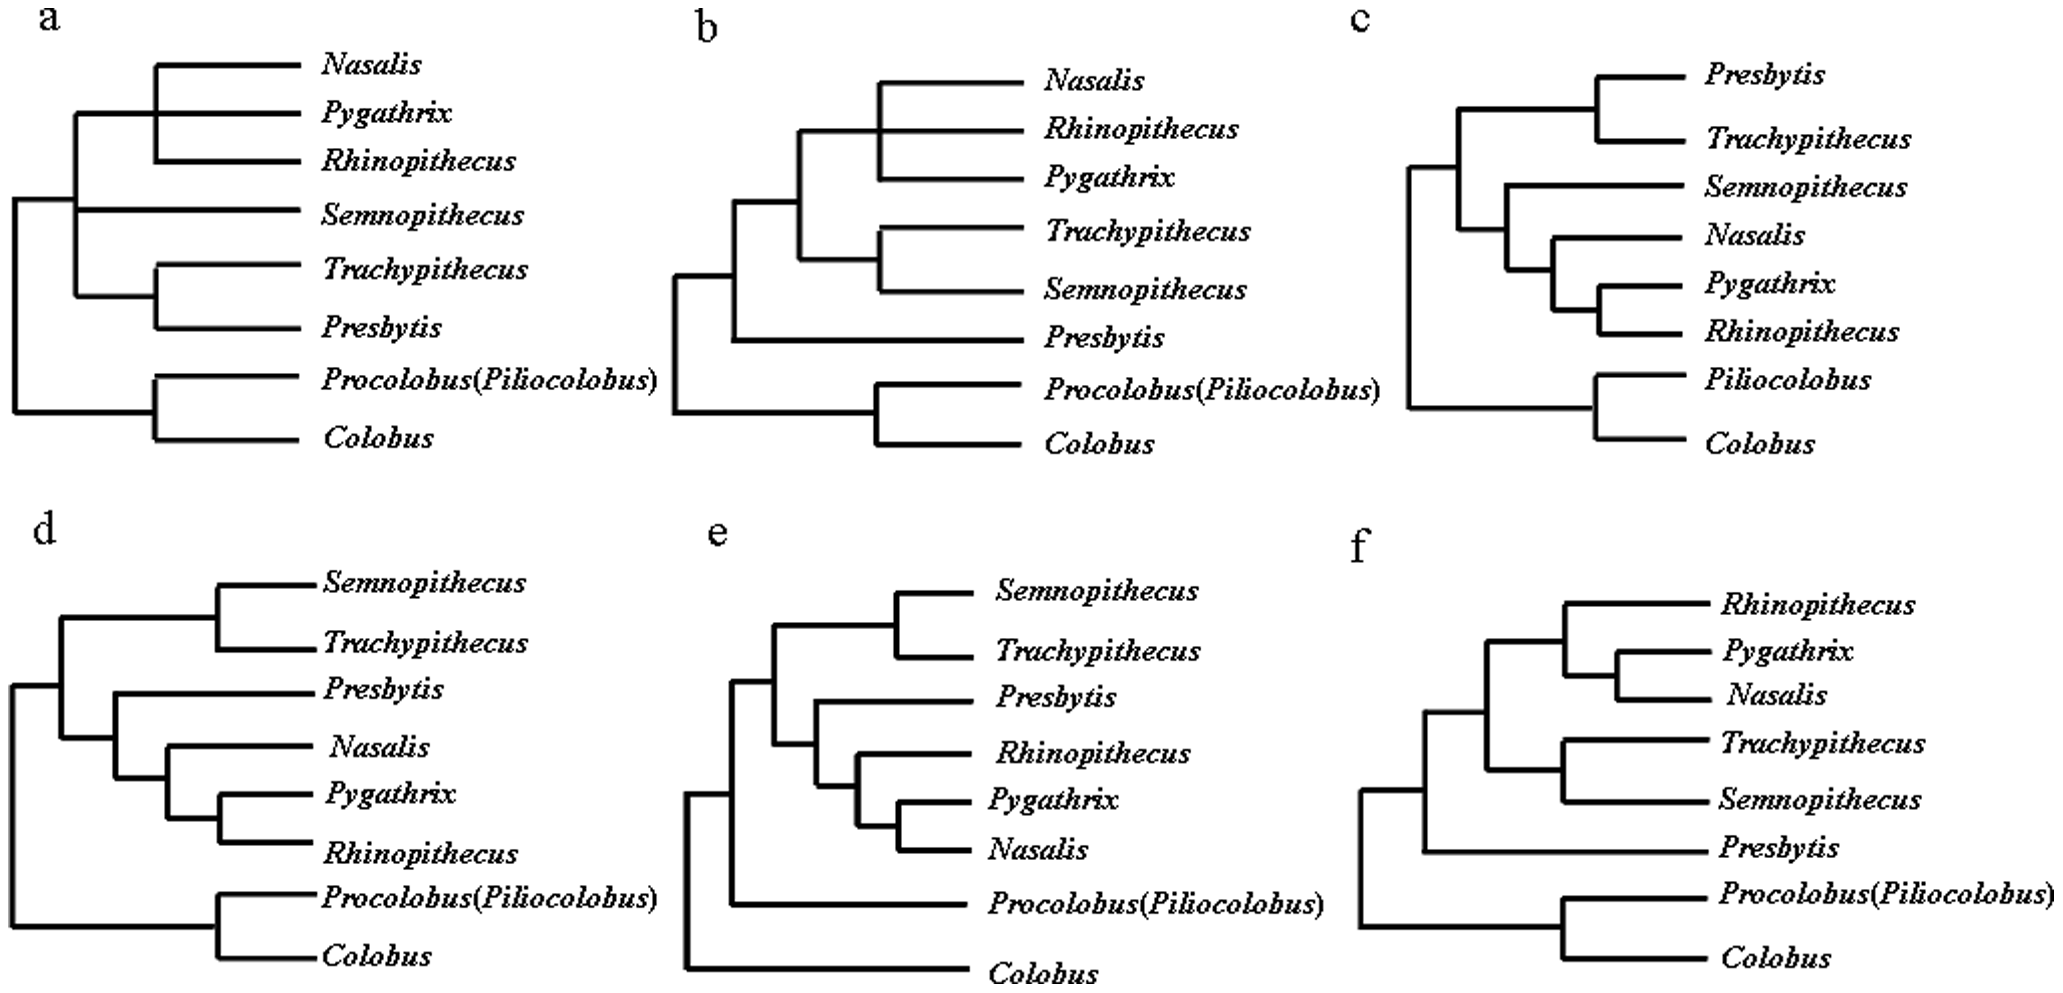 a
Nasalis
Pygathrix
Rhinopithecus
Semnopithecus
Trachypithecus
Presbytis
Procolobus(Piliocolobus)
Colobus
b
Nasalis
Rhinopithecus
Pygathrix
Trachypithecus
Semnopithecus
Presbytis
Procolobus(Piliocolobus)
Colobus
c
Presbytis
Trachypithecus
Semnopithecus
Nasalis
Pygathrix
Rhinopithecus
Piliocolobus
Colobus
d
Semnopithecus
Trachypithecus
Presbytis
Nasalis
Pygathrix
Rhinopithecus
Procolobus(Piliocolobus)
Colobus
e
Semnopithecus
Trachypithecus
Presbytis
Rhinopithecus
Pygathrix
Nasalis
Procolobus(Piliocolobus)
Colobus
f
Rhinopithecus
Pygathrix
Nasalis
Trachypithecus
Semnopithecus
Presbytis
Procolobus(Piliocolobus)
Colobus